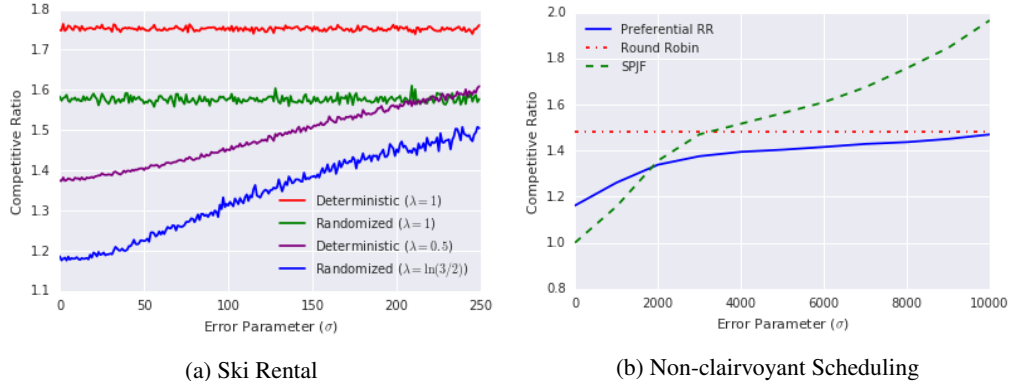 1.8
1.7
1.6
1.5
1.4
1.3
1.2
1.1
Competitive Ratio
Deterministic (λ = 1)
Randomized (λ = 1)
Deterministic (λ = 0.5)
Randomized (λ = ln(3/2))
0 50 100 150 200 250
Error Parameter (σ)
(a) Ski Rental
2.0
1.8
1.6
1.4
1.2
1.0
0.8
Competitive Ratio
Preferential RR
Round Robin
SPJF
0 2000 4000 6000 8000 10000
Error Parameter (σ)
(b) Non-clairvoyant Scheduling